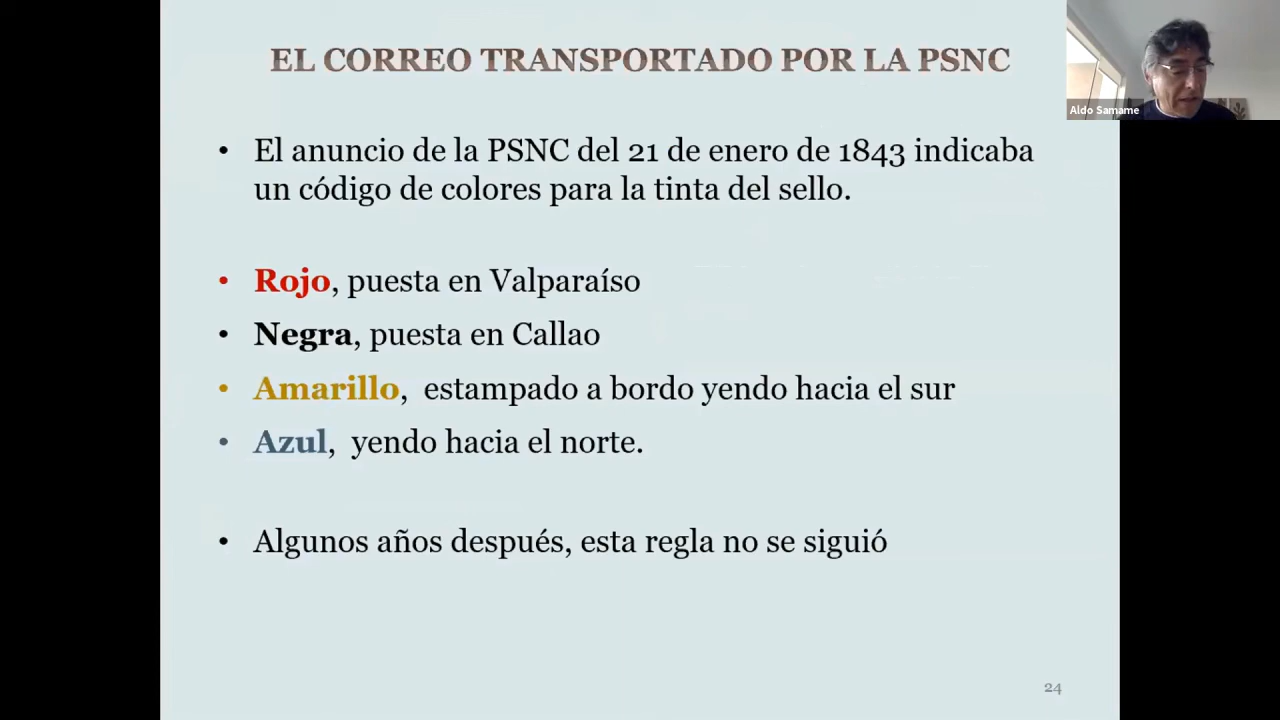 EL CORREO TRANSPORTADO POR LA PSNC
Aldo Samame
• El anuncio de la PSNC del 21 de enero de 1843 indicaba
un código de colores para la tinta del sello.
• Rojo, puesta en Valparaíso
• Negra, puesta en Callao
• Amarillo, estampado a bordo yendo hacia el sur
• Azul, yendo hacia el norte.
• Algunos años después, esta regla no se siguió
24